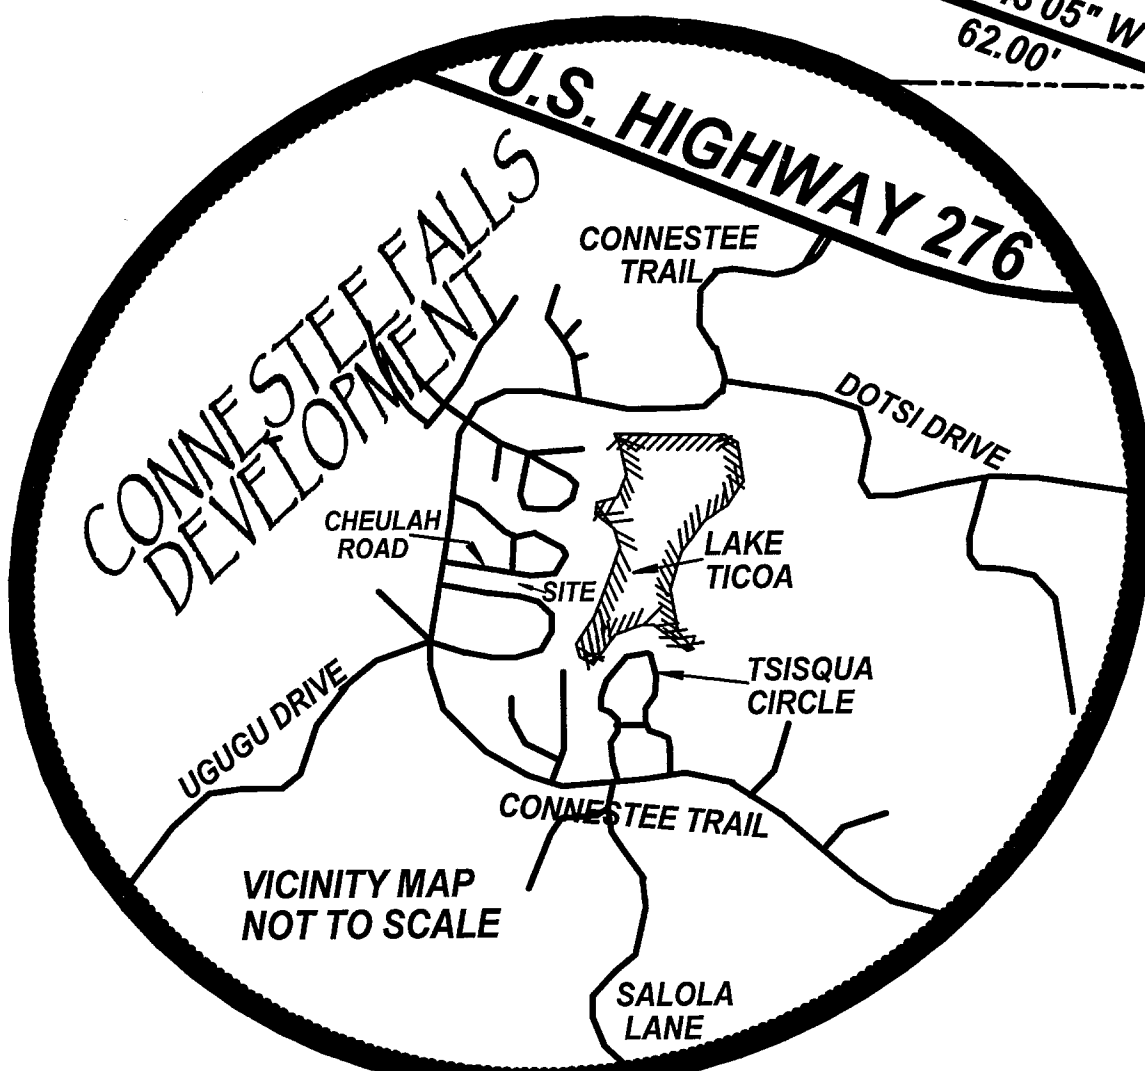 05" W
62.00'
U.S. HIGHWAY 276
CONNESTEE FALLS
DEVELOPMENT
CONNESTEE
TRAIL
DOTSI DRIVE
CHEULAH
ROAD
SITE
LAKE
TICOA
TSISQUA
CIRCLE
UGUGU DRIVE
CONNESTEE TRAIL
VICINITY MAP
NOT TO SCALE
SALOLA
LANE